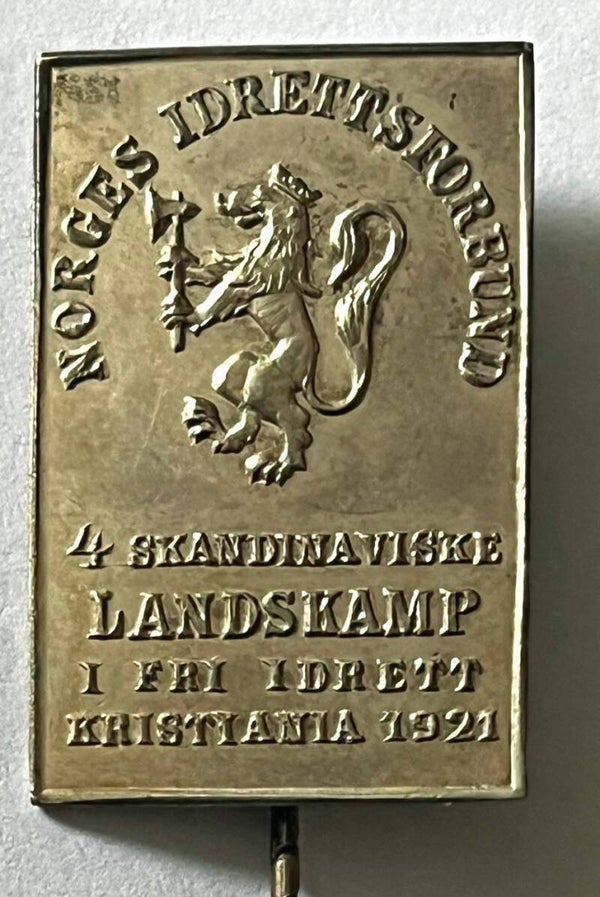 NORGES IDRETTSFORBUND
4 SKANDINAVISKE
LANDSKAMP
I FRI IDRETT
KRISTIANIA 1921